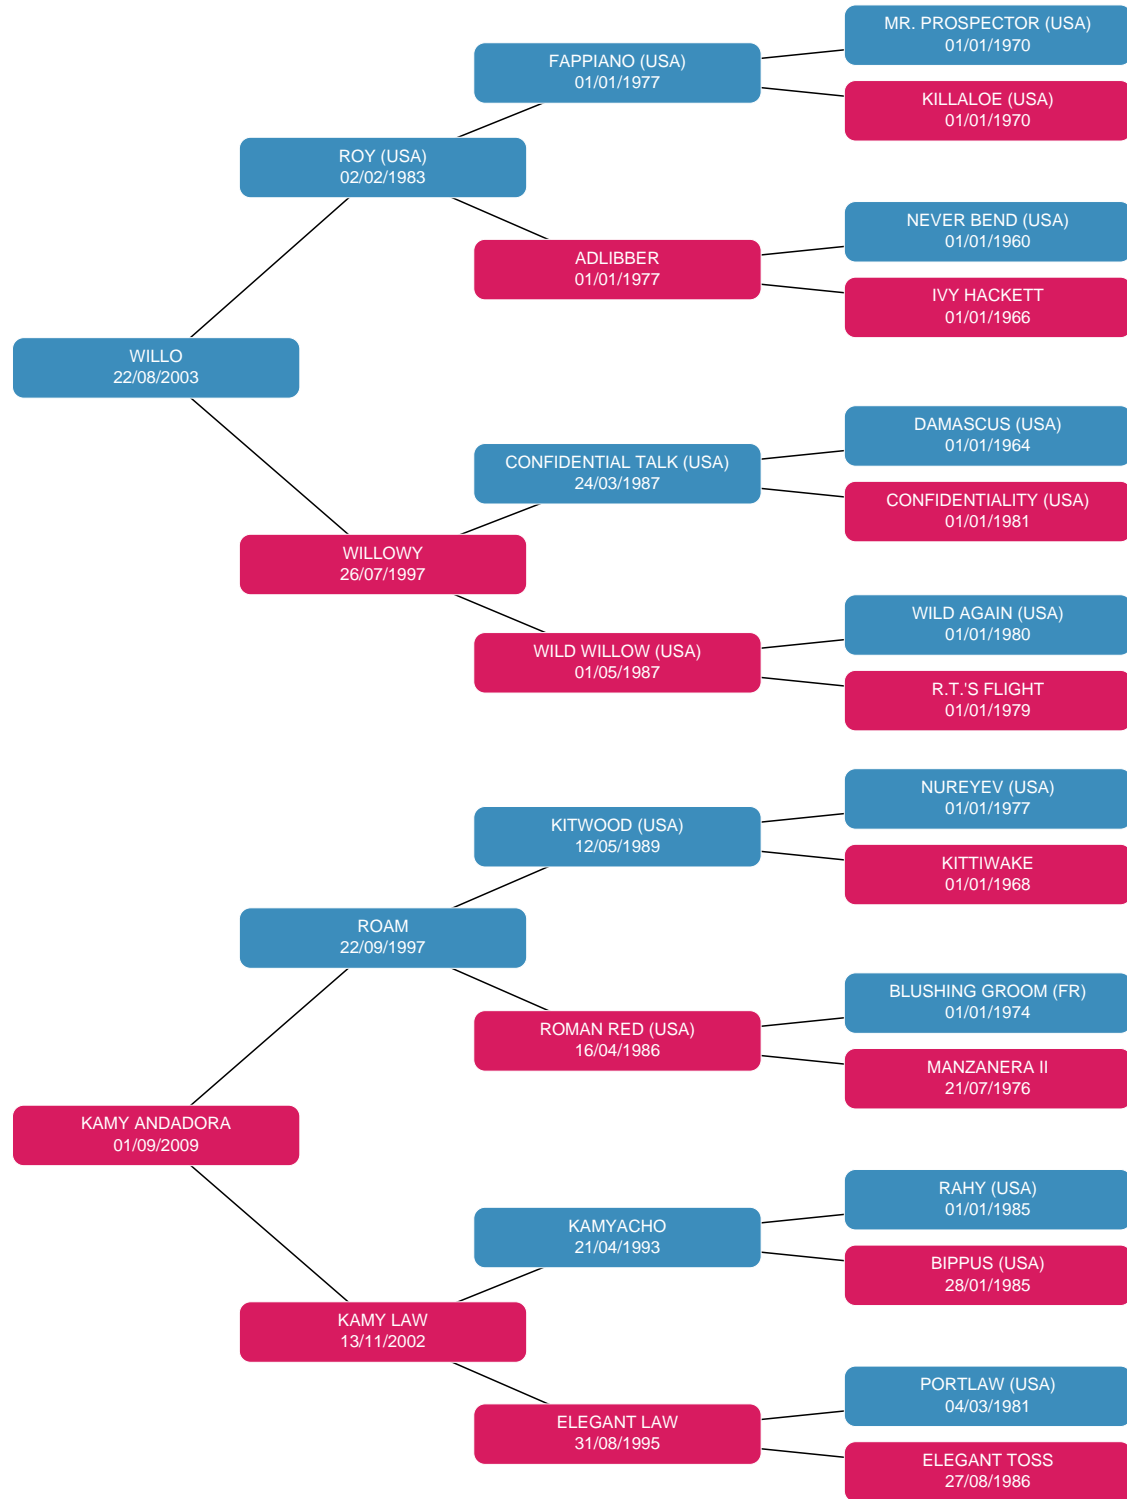 MR. PROSPECTOR (USA)
01/01/1970
FAPPIANO (USA)
01/01/1977
KILLALOE (USA)
01/01/1970
ROY (USA)
02/02/1983
NEVER BEND (USA)
01/01/1960
ADLIBBER
01/01/1977
IVY HACKETT
01/01/1966
WILLO
22/08/2003
DAMASCUS (USA)
01/01/1964
CONFIDENTIAL TALK (USA)
24/03/1987
CONFIDENTIALITY (USA)
01/01/1981
WILLOWY
26/07/1997
WILD AGAIN (USA)
01/01/1980
WILD WILLOW (USA)
01/05/1987
R.T.'S FLIGHT
01/01/1979
NUREYEV (USA)
01/01/1977
KITWOOD (USA)
12/05/1989
KITTIWAKE
01/01/1968
ROAM
22/09/1997
BLUSHING GROOM (FR)
01/01/1974
ROMAN RED (USA)
16/04/1986
MANZANERA II
21/07/1976
KAMY ANDADORA
01/09/2009
RAHY (USA)
01/01/1985
KAMYACHO
21/04/1993
BIPPUS (USA)
28/01/1985
KAMY LAW
13/11/2002
PORTLAW (USA)
04/03/1981
ELEGANT LAW
31/08/1995
ELEGANT TOSS
27/08/1986